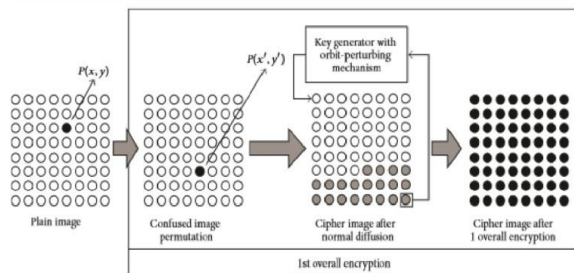 P(x, y)
P(x′, y′)
Key generator with
orbit-perturbing
mechanism
Plain image
Confused image
permutation
Cipher image after
normal diffusion
Cipher image after
1 overall encryption
1st overall encryption